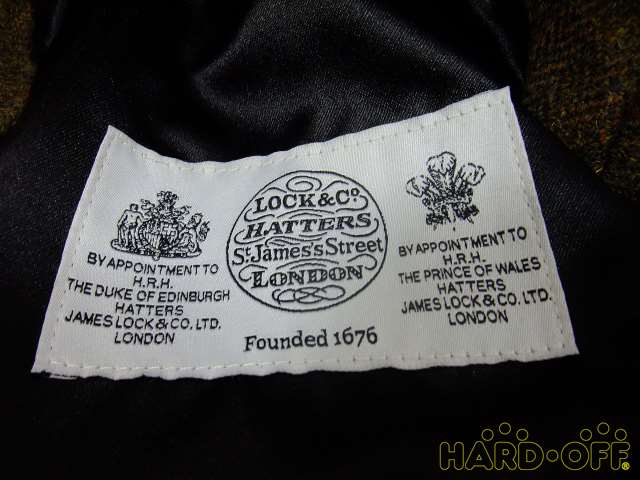 BY APPOINTMENT TO
H.R.H.
THE DUKE OF EDINBURGH
HATTERS
JAMES LOCK & CO. LTD.
LONDON
LOCK & Co.
HATTERS
St. James's Street
LONDON
Founded 1676
BY APPOINTMENT TO
H.R.H.
THE PRINCE OF WALES
HATTERS
JAMES LOCK & CO. LTD.
LONDON
HARD·OFF®